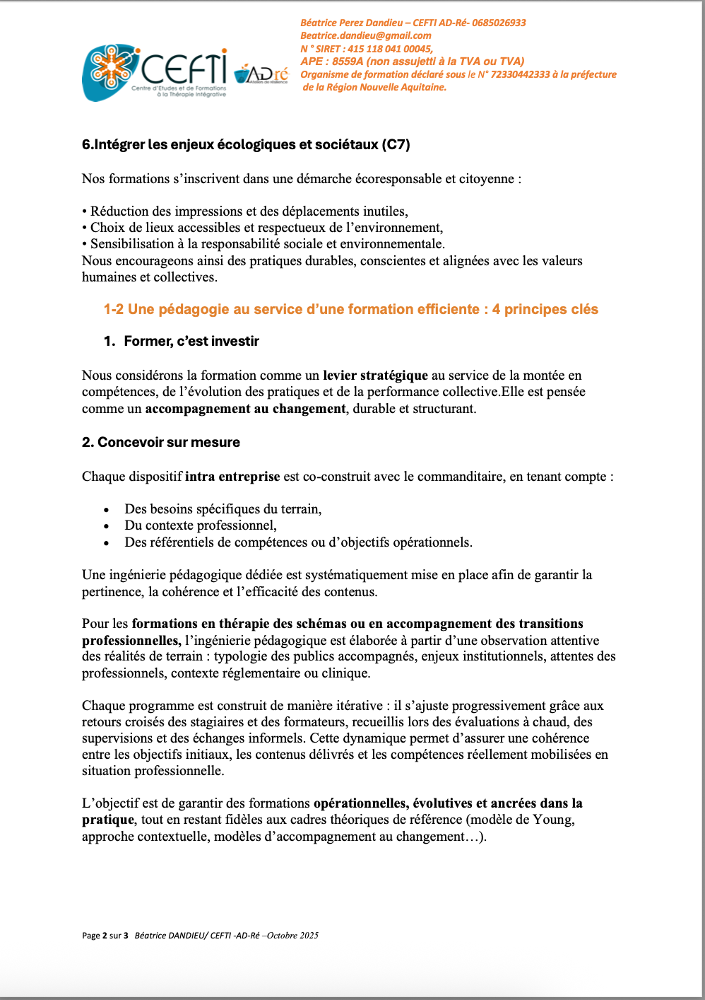 Béatrice Perez Dandieu – CEFTI AD-Ré- 0685026933
Beatrice.dandieu@gmail.com
N ° SIRET : 415 118 041 00045,
APE : 8559A (non assujetti à la TVA ou TVA)
Organisme de formation déclaré sous le N° 72330442333 à la préfecture
de la Région Nouvelle Aquitaine.
CEFTI
Centre d'Etudes et de Formations
à la Thérapie Intégrative
ADré
Ateliers de résilience
6.Intégrer les enjeux écologiques et sociétaux (C7)
Nos formations s’inscrivent dans une démarche écoresponsable et citoyenne :
• Réduction des impressions et des déplacements inutiles,
• Choix de lieux accessibles et respectueux de l’environnement,
• Sensibilisation à la responsabilité sociale et environnementale.
Nous encourageons ainsi des pratiques durables, conscientes et alignées avec les valeurs
humaines et collectives.
1-2 Une pédagogie au service d’une formation efficiente : 4 principes clés
1. Former, c’est investir
Nous considérons la formation comme un levier stratégique au service de la montée en
compétences, de l’évolution des pratiques et de la performance collective.Elle est pensée
comme un accompagnement au changement, durable et structurant.
2. Concevoir sur mesure
Chaque dispositif intra entreprise est co-construit avec le commanditaire, en tenant compte :
• Des besoins spécifiques du terrain,
• Du contexte professionnel,
• Des référentiels de compétences ou d’objectifs opérationnels.
Une ingénierie pédagogique dédiée est systématiquement mise en place afin de garantir la
pertinence, la cohérence et l’efficacité des contenus.
Pour les formations en thérapie des schémas ou en accompagnement des transitions
professionnelles, l’ingénierie pédagogique est élaborée à partir d’une observation attentive
des réalités de terrain : typologie des publics accompagnés, enjeux institutionnels, attentes des
professionnels, contexte réglementaire ou clinique.
Chaque programme est construit de manière itérative : il s’ajuste progressivement grâce aux
retours croisés des stagiaires et des formateurs, recueillis lors des évaluations à chaud, des
supervisions et des échanges informels. Cette dynamique permet d’assurer une cohérence
entre les objectifs initiaux, les contenus délivrés et les compétences réellement mobilisées en
situation professionnelle.
L’objectif est de garantir des formations opérationnelles, évolutives et ancrées dans la
pratique, tout en restant fidèles aux cadres théoriques de référence (modèle de Young,
approche contextuelle, modèles d’accompagnement au changement…).
Page 2 sur 3 Béatrice DANDIEU/ CEFTI -AD-Ré –Octobre 2025